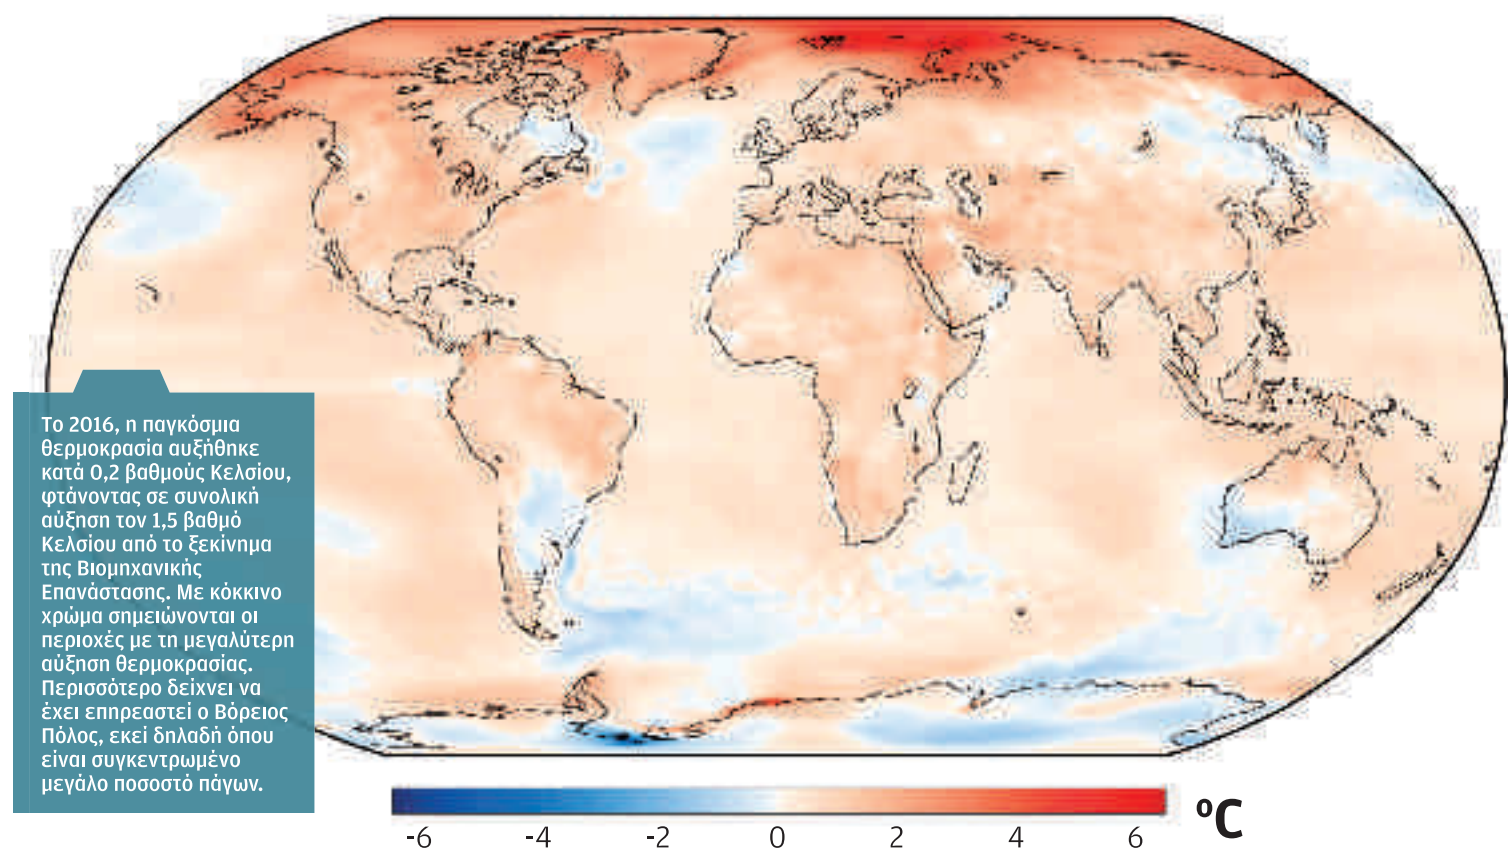 Το 2016, η παγκόσμια
θερμοκρασία αυξήθηκε
κατά 0,2 βαθμούς Κελσίου,
φτάνοντας σε συνολική
αύξηση τον 1,5 βαθμό
Κελσίου από το ξεκίνημα
της Βιομηχανικής
Επανάστασης. Με κόκκινο
χρώμα σημειώνονται οι
περιοχές με τη μεγαλύτερη
αύξηση θερμοκρασίας.
Περισσότερο δείχνει να
έχει επηρεαστεί ο Βόρειος
Πόλος, εκεί δηλαδή όπου
είναι συγκεντρωμένο
μεγάλο ποσοστό πάγων.
-6 -4 -2 0 2 4 6 ºC